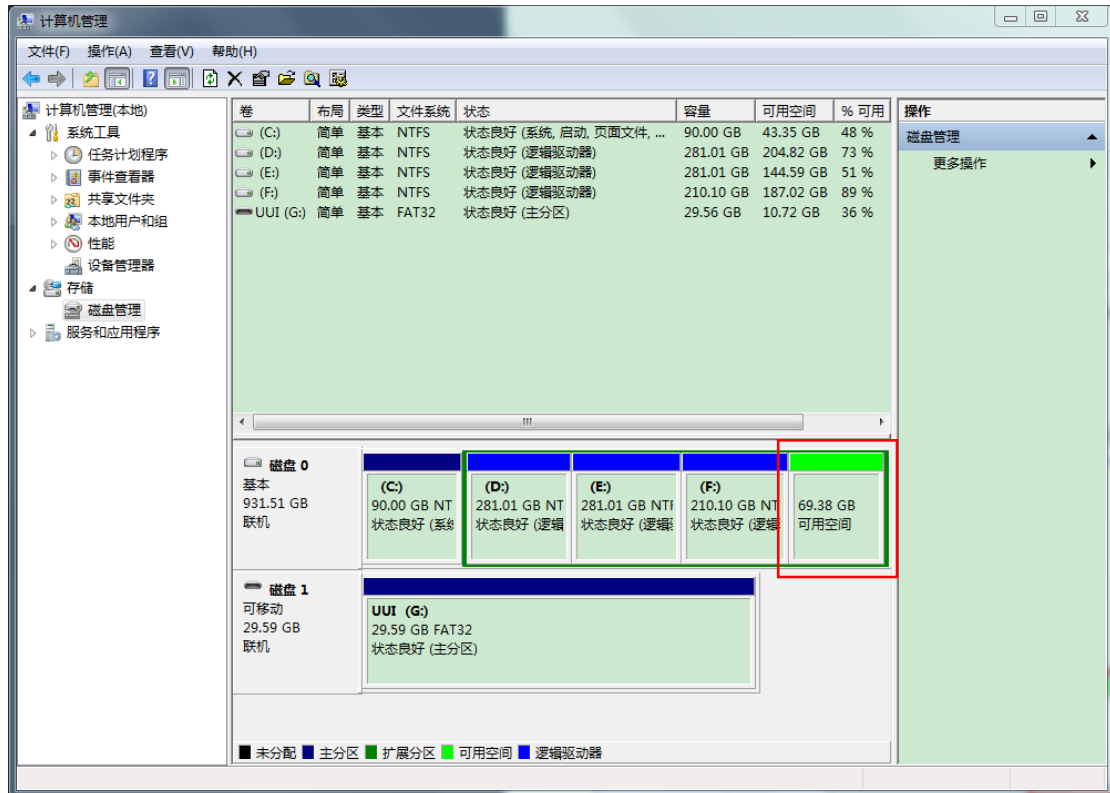 计算机管理
文件(F) 操作(A) 查看(V) 帮助(H)
计算机管理(本地)
系统工具
任务计划程序
事件查看器
共享文件夹
本地用户和组
性能
设备管理器
存储
磁盘管理
服务和应用程序
卷 布局 类型 文件系统 状态 容量 可用空间 % 可用
(C:) 简单 基本 NTFS 状态良好 (系统, 启动, 页面文件, ... 90.00 GB 43.35 GB 48 %
(D:) 简单 基本 NTFS 状态良好 (逻辑驱动器) 281.01 GB 204.82 GB 73 %
(E:) 简单 基本 NTFS 状态良好 (逻辑驱动器) 281.01 GB 144.59 GB 51 %
(F:) 简单 基本 NTFS 状态良好 (逻辑驱动器) 210.10 GB 187.02 GB 89 %
UUI (G:) 简单 基本 FAT32 状态良好 (主分区) 29.56 GB 10.72 GB 36 %
磁盘 0
基本
931.51 GB
联机
(C:)
90.00 GB NT
状态良好 (系统
(D:)
281.01 GB NT
状态良好 (逻辑
(E:)
281.01 GB NTI
状态良好 (逻辑
(F:)
210.10 GB NT
状态良好 (逻辑
69.38 GB
可用空间
磁盘 1
可移动
29.59 GB
联机
UUI (G:)
29.59 GB FAT32
状态良好 (主分区)
未分配 主分区 扩展分区 可用空间 逻辑驱动器
操作
磁盘管理
更多操作